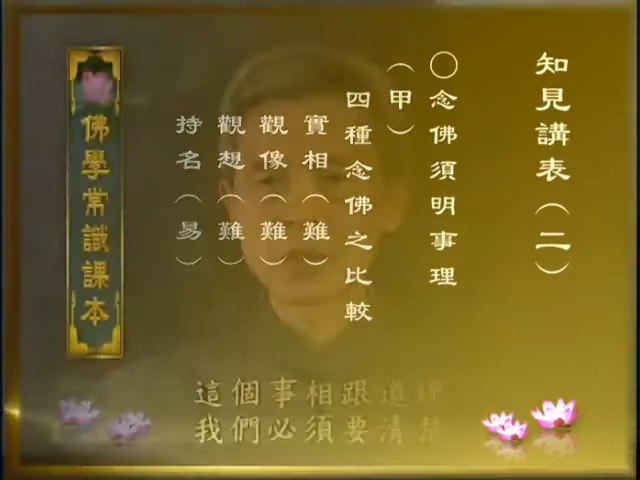 知見講表（二）
○念佛須明事理
（甲）
四種念佛之比較
實相（難）
觀像（難）
觀想（難）
持名（易）
佛學常識課本
這個事相跟道理
我們必須要清楚